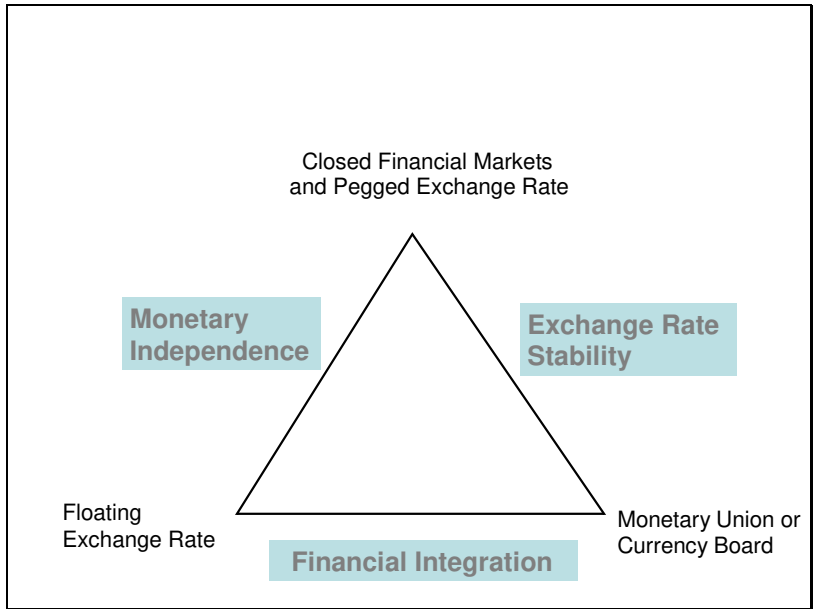 Closed Financial Markets
and Pegged Exchange Rate
Monetary
Independence
Exchange Rate
Stability
Floating
Exchange Rate
Monetary Union or
Currency Board
Financial Integration